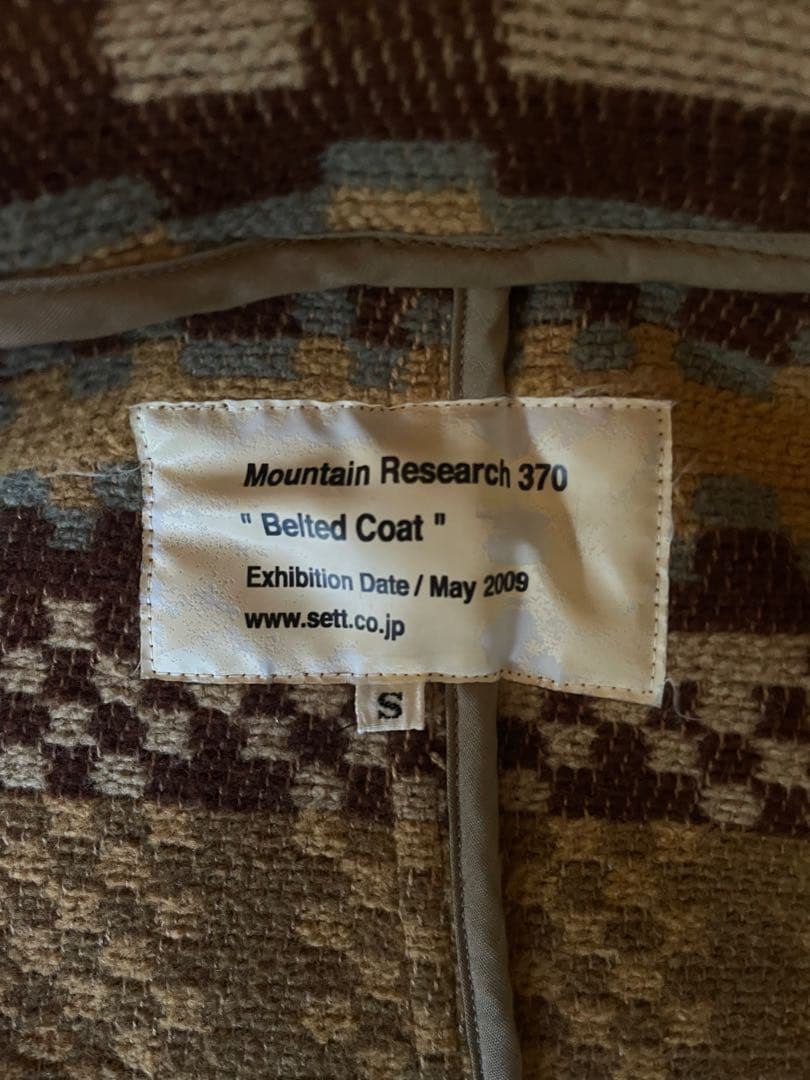 Mountain Research 370
" Belted Coat "
Exhibition Date / May 2009
www.sett.co.jp
S